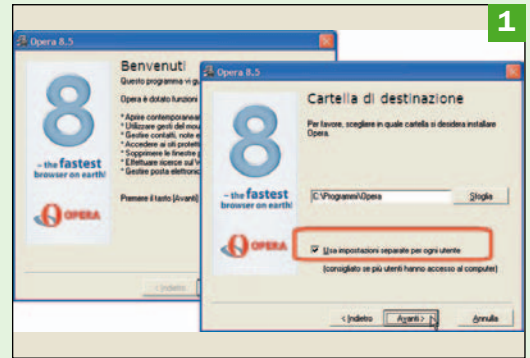 1
Opera 8.5
Benvenuti
Questo programma vi gu
Opera è dotato funzioni
* Aprire contemporanea
* Utilizzare gesti del mou
* Gestire contatti, note e
* Accedere ai siti protett
* Sopprimere le finestre p
* Effettuare ricerce sul W
* Gestire posta elettronic
Premere il tasto [Avanti]
8
- the fastest
browser on earth!
OPERA
< Indietro
Opera 8.5
Cartella di destinazione
Per favore, scegliere in quale cartella si desidera installare
Opera.
8
- the fastest
browser on earth!
OPERA
C:\Programmi\Opera
Sfoglia
Usa impostazioni separate per ogni utente
(consigliato se più utenti hanno accesso al computer)
< Indietro
Avanti >
Annulla